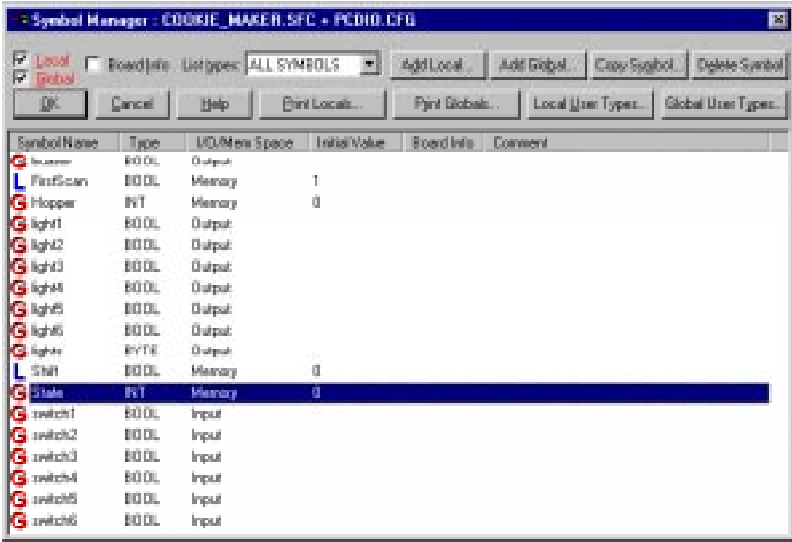 Symbol Manager : COOKIE_MAKER.SFC + PCDIO.CFG
Local
Global
Board Info List types: ALL SYMBOLS Add Local... Add Global... Copy Symbol... Delete Symbol
OK Cancel Help Print Locals... Print Globals... Local User Types... Global User Types...
Symbol Name Type I/O/Mem Space Initial Value Board Info Comment
G BOOL Output
L FirstScan BOOL Memory 1
G Hopper INT Memory 0
G light1 BOOL Output
G light2 BOOL Output
G light3 BOOL Output
G light4 BOOL Output
G light5 BOOL Output
G light6 BOOL Output
G lights BYTE Output
L Shift BOOL Memory 0
G State INT Memory 0
G switch1 BOOL Input
G switch2 BOOL Input
G switch3 BOOL Input
G switch4 BOOL Input
G switch5 BOOL Input
G switch6 BOOL Input